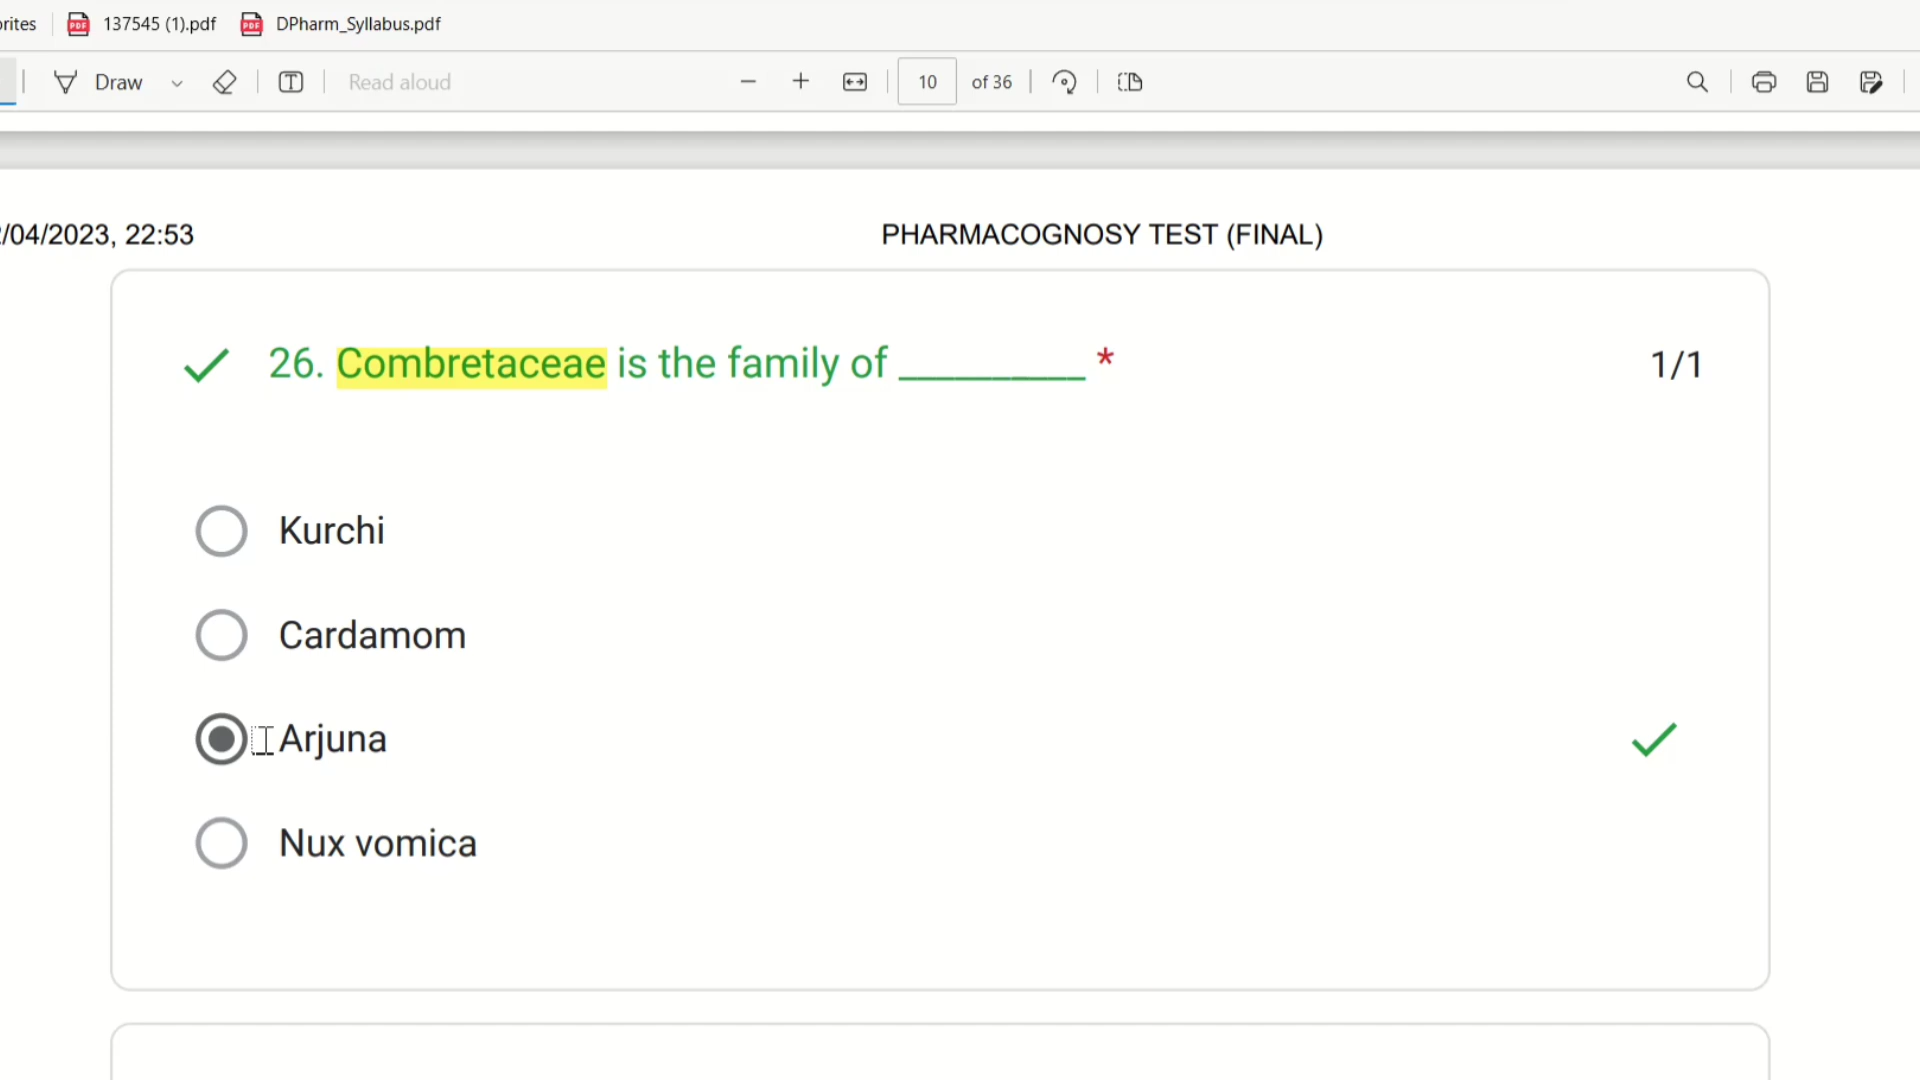 rites 137545 (1).pdf DPharm_Syllabus.pdf
Draw Read aloud 10 of 36
/04/2023, 22:53 PHARMACOGNOSY TEST (FINAL)
26. Combretaceae is the family of __________ * 1/1
Kurchi
Cardamom
Arjuna
Nux vomica